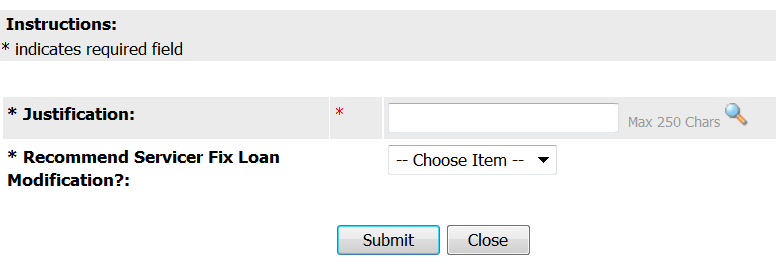 Instructions:
* indicates required field
* Justification: * Max 250 Chars
* Recommend Servicer Fix Loan
Modification?: -- Choose Item --
Submit Close